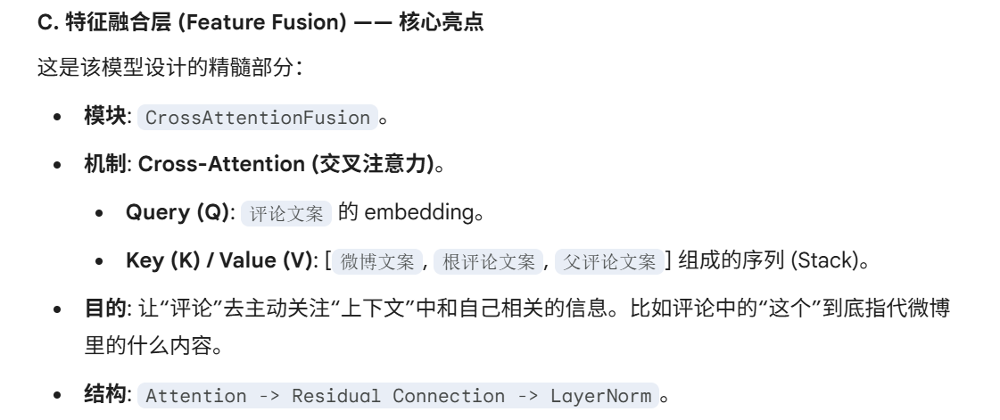 C. 特征融合层 (Feature Fusion) —— 核心亮点
这是该模型设计的精髓部分：
• 模块: CrossAttentionFusion。
• 机制: Cross-Attention (交叉注意力)。
• Query (Q): 评论文案 的 embedding。
• Key (K) / Value (V): [微博文案, 根评论文案, 父评论文案] 组成的序列 (Stack)。
• 目的: 让“评论”去主动关注“上下文”中和自己相关的信息。比如评论中的“这个”到底指代微博
里的什么内容。
• 结构: Attention -> Residual Connection -> LayerNorm。